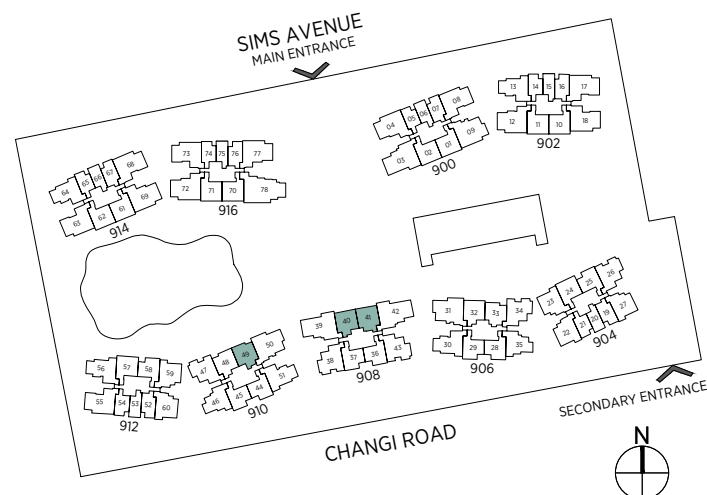 SIMS AVENUE
MAIN ENTRANCE
13 14 15 16 17
12 11 10 18
902
04 05 06 07 08
03 02 01 09
900
73 74 75 76 77
72 71 70 78
916
64 65 66 67 68
63 62 61 69
914
23 24 25 26
22 21 20 19 27
904
31 32 33 34
30 29 28 35
906
39 40 41 42
38 37 36 43
908
47 48 49 50
46 45 44 51
910
56 57 58 59
55 54 53 52 60
912
SECONDARY ENTRANCE
CHANGI ROAD
N